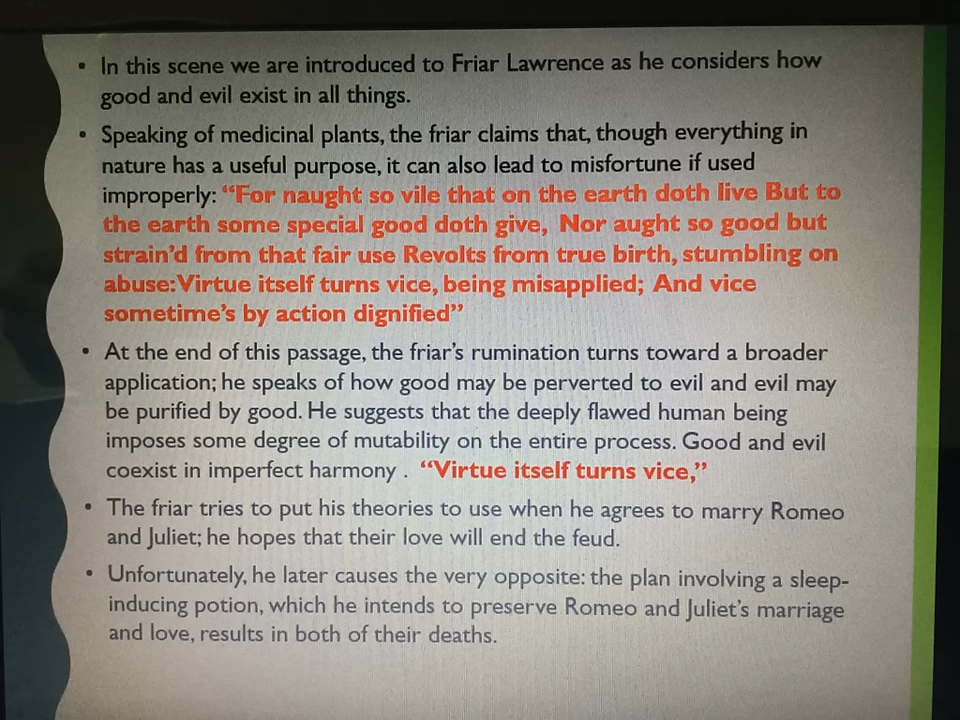 • In this scene we are introduced to Friar Lawrence as he considers how
good and evil exist in all things.
• Speaking of medicinal plants, the friar claims that, though everything in
nature has a useful purpose, it can also lead to misfortune if used
improperly: “For naught so vile that on the earth doth live But to
the earth some special good doth give, Nor aught so good but
strain’d from that fair use Revolts from true birth, stumbling on
abuse: Virtue itself turns vice, being misapplied; And vice
sometime’s by action dignified”
• At the end of this passage, the friar’s rumination turns toward a broader
application; he speaks of how good may be perverted to evil and evil may
be purified by good. He suggests that the deeply flawed human being
imposes some degree of mutability on the entire process. Good and evil
coexist in imperfect harmony . “Virtue itself turns vice,”
• The friar tries to put his theories to use when he agrees to marry Romeo
and Juliet; he hopes that their love will end the feud.
• Unfortunately, he later causes the very opposite: the plan involving a sleep-
inducing potion, which he intends to preserve Romeo and Juliet’s marriage
and love, results in both of their deaths.